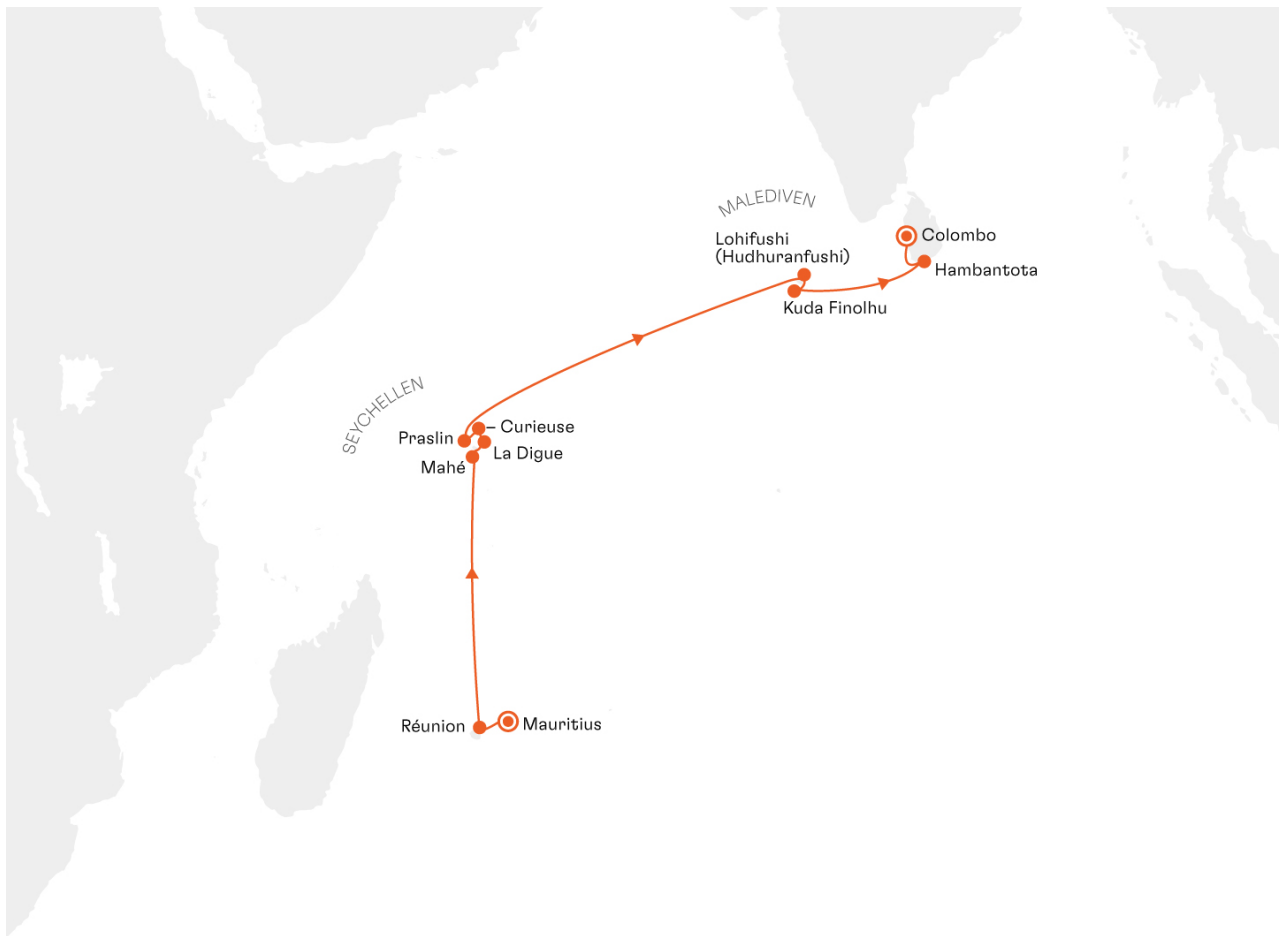 MALEDIVEN
Lohifushi
(Hudhuranfushi)
Colombo
Hambantota
Kuda Finolhu
SEYCHELLEN
– Curieuse
Praslin
La Digue
Mahé
Réunion
Mauritius